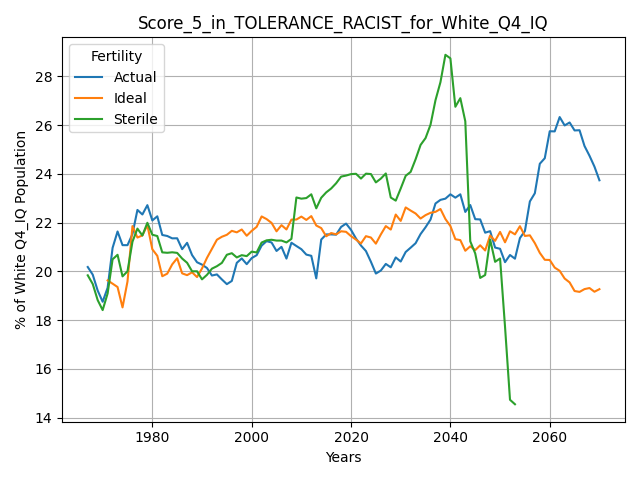 Score_5_in_TOLERANCE_RACIST_for_White_Q4_IQ
Fertility
Actual
Ideal
Sterile
% of White Q4_IQ Population
28
26
24
22
20
18
16
14
1980
2000
2020
2040
2060
Years